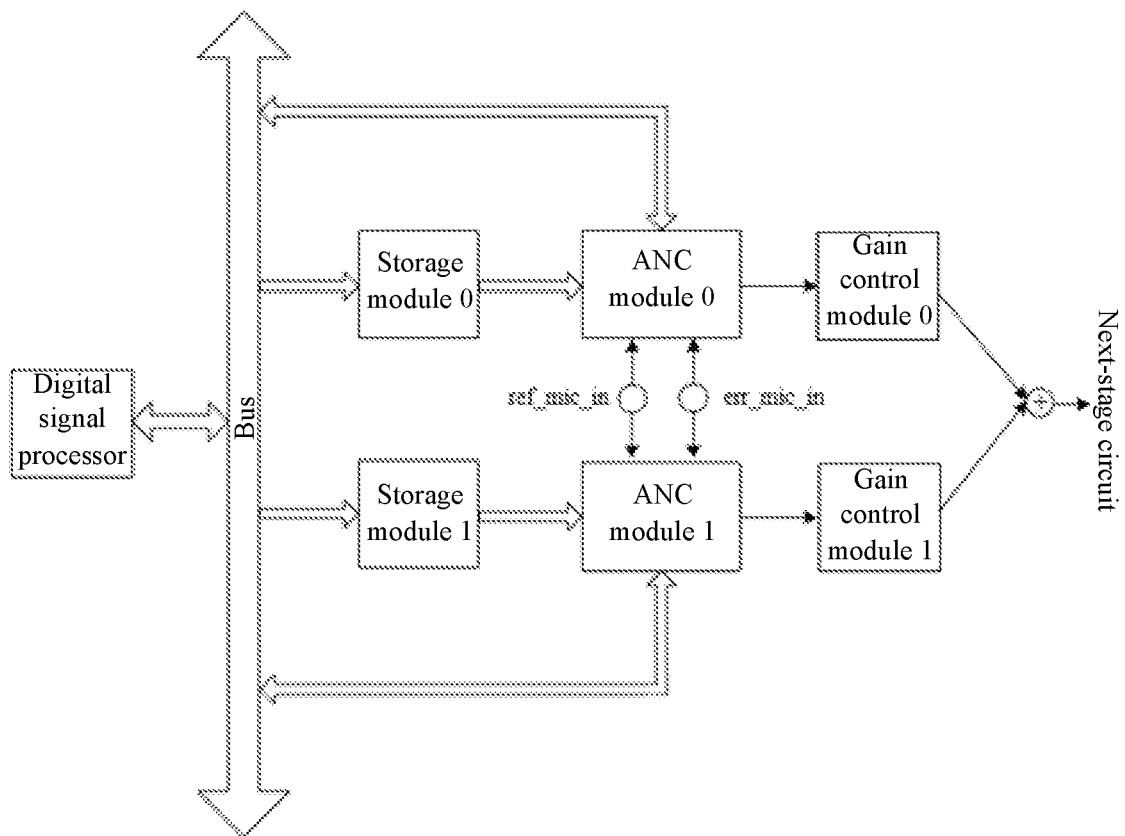 Storage
module 0
ANC
module 0
Gain
control
module 0
Digital
signal
processor
Bus
ref_mic_in
err_mic_in
Next-stage circuit
Storage
module 1
ANC
module 1
Gain
control
module 1